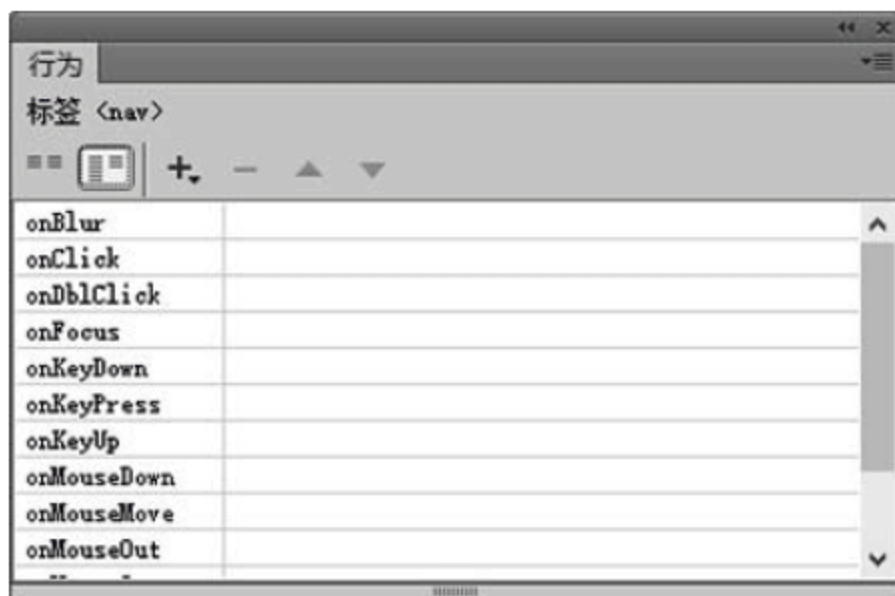 行为
标签 <nav>
onBlur
onClick
onDblClick
onFocus
onKeyDown
onKeyPress
onKeyUp
onMouseDown
onMouseMove
onMouseOut